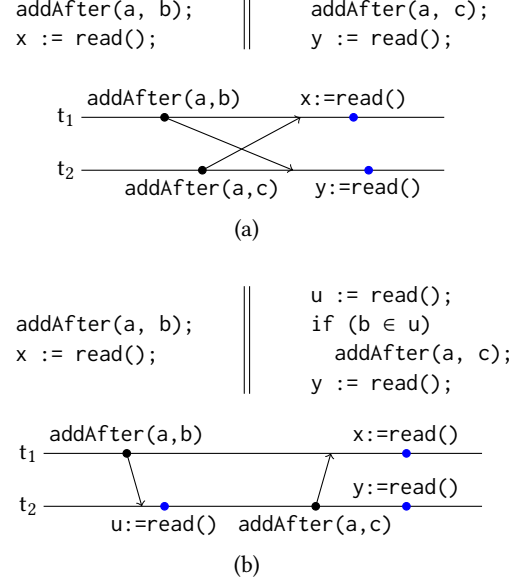 addAfter(a, b);
x := read();
addAfter(a, c);
y := read();
addAfter(a,b) x:=read()
t1
t2
addAfter(a,c) y:=read()
(a)
addAfter(a, b);
x := read();
u := read();
if (b ∈ u)
addAfter(a, c);
y := read();
addAfter(a,b) x:=read()
t1
y:=read()
t2
u:=read() addAfter(a,c)
(b)